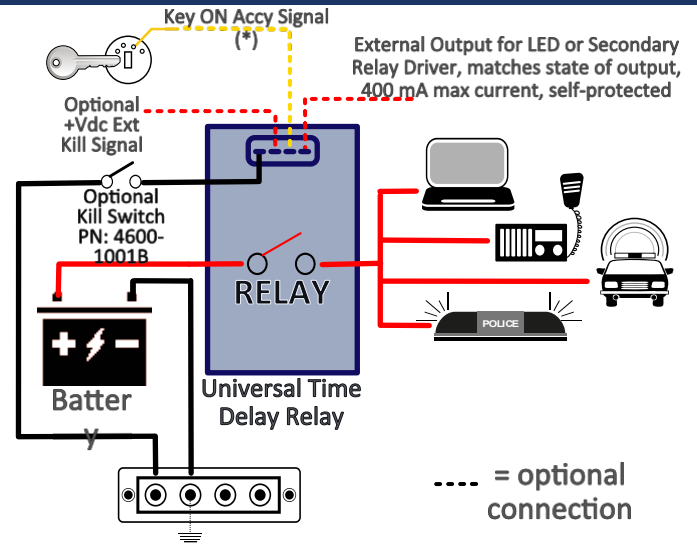 Key ON Accy Signal
(*)
External Output for LED or Secondary
Relay Driver, matches state of output,
400 mA max current, self-protected
Optional
+Vdc Ext
Kill Signal
Optional
Kill Switch
PN: 4600-
1001B
RELAY
POLICE
Batter
y
Universal Time
Delay Relay
= optional
connection